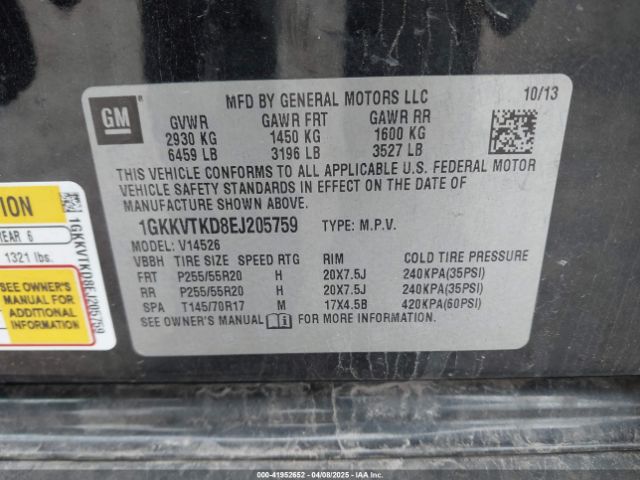 GM
MFD BY GENERAL MOTORS LLC 10/13
GVWR GAWR FRT GAWR RR
2930 KG 1450 KG 1600 KG
6459 LB 3196 LB 3527 LB
THIS VEHICLE CONFORMS TO ALL APPLICABLE U.S. FEDERAL MOTOR
VEHICLE SAFETY STANDARDS IN EFFECT ON THE DATE OF
MANUFACTURE SHOWN ABOVE.
1GKKVTKD8EJ205759 TYPE: M.P.V.
MODEL: V14526
VBBH TIRE SIZE SPEED RTG RIM COLD TIRE PRESSURE
FRT P255/55R20 H 20X7.5J 240KPA(35PSI)
RR P255/55R20 H 20X7.5J 240KPA(35PSI)
SPA T145/70R17 M 17X4.5B 420KPA(60PSI)
SEE OWNER'S MANUAL FOR MORE INFORMATION.
TION
REAR 6
1321 lbs.
SEE OWNER'S
MANUAL FOR
ADDITIONAL
INFORMATION
1GKKVTKD8EJ205759
000-41952652 04/08/2025 - IAAI.COM